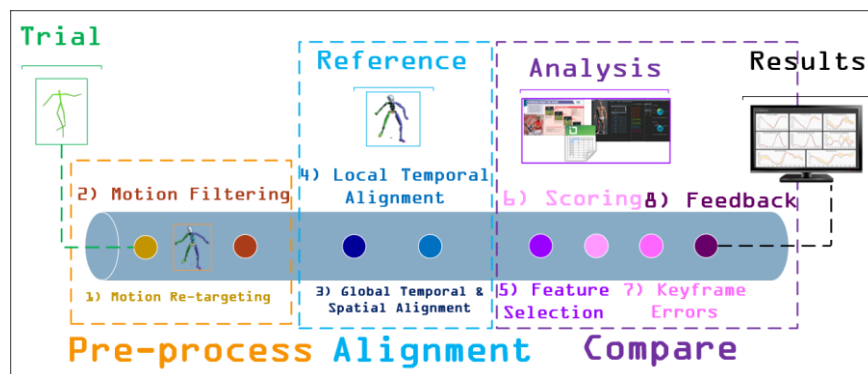 Trial
Reference
Analysis
Results
2) Motion Filtering
4) Local Temporal
Alignment
6) Scoring
8) Feedback
1) Motion Re-targeting
3) Global Temporal &
Spatial Alignment
5) Feature
Selection
7) Keyframe
Errors
Pre-process
Alignment
Compare